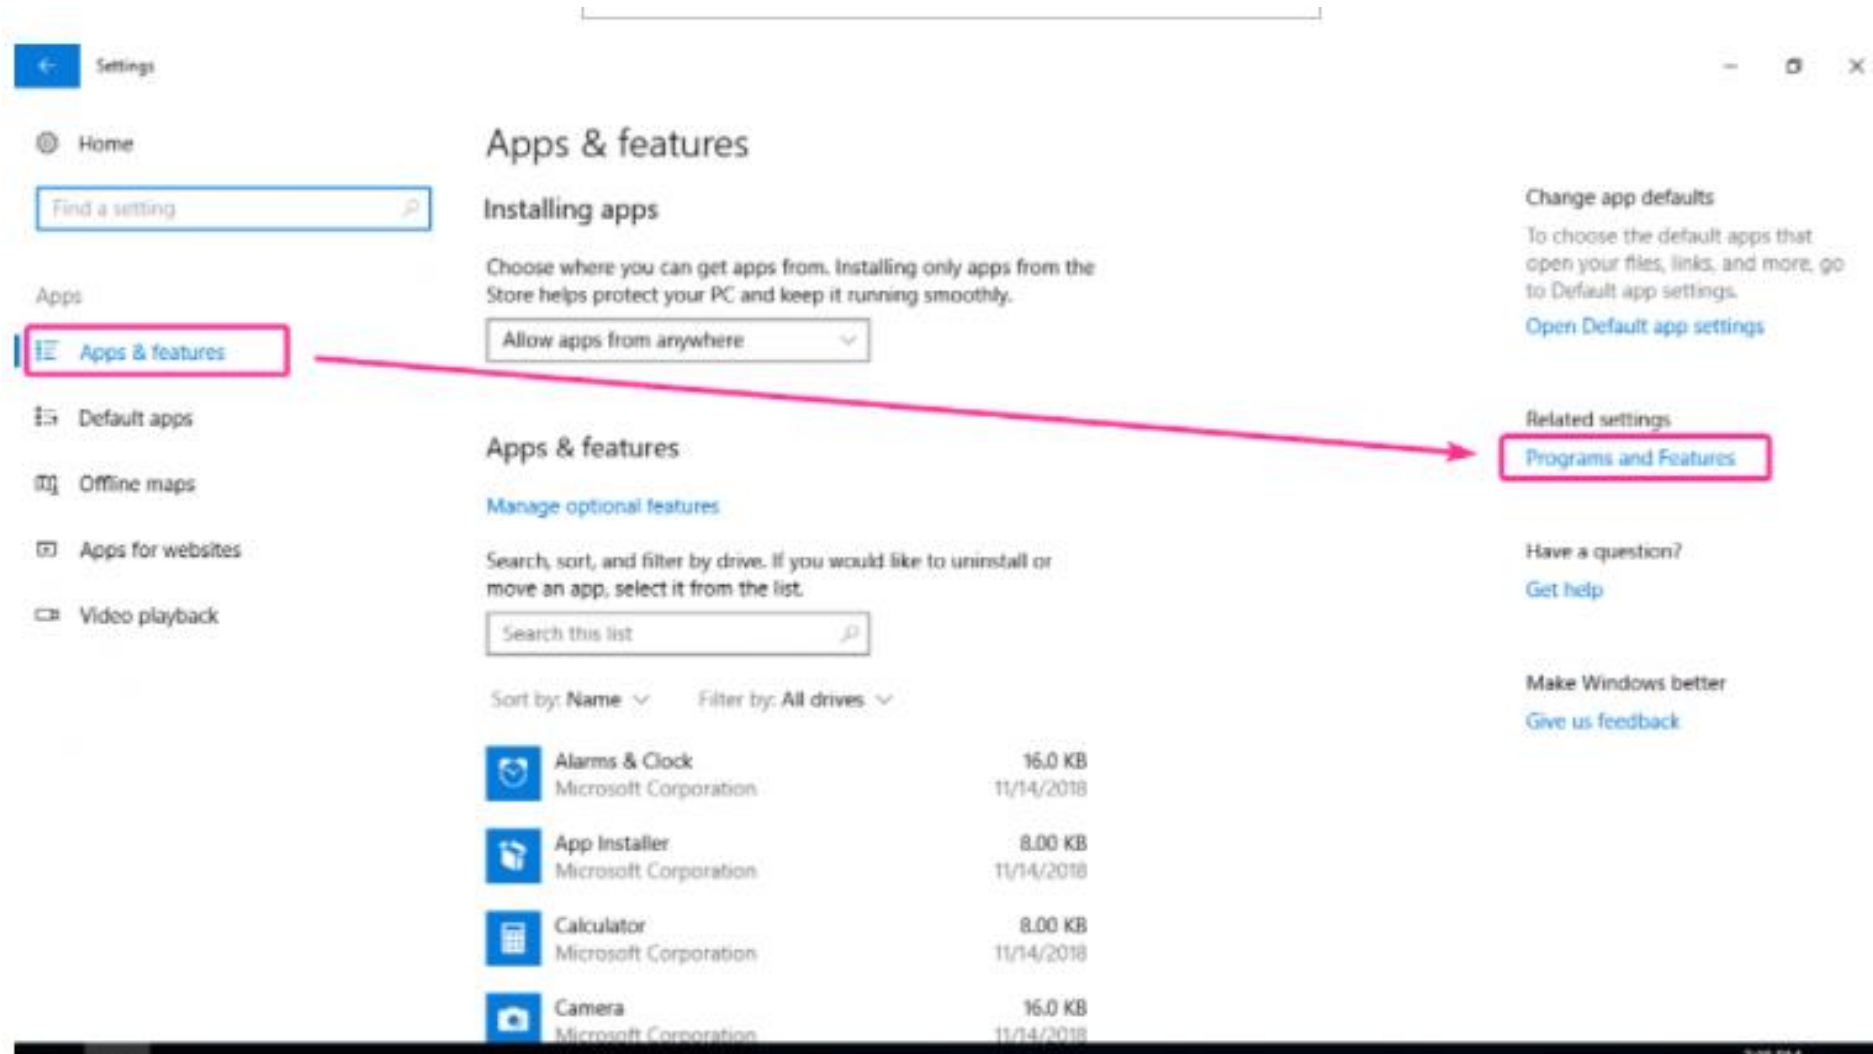 Settings
Home
Find a setting
Apps
Apps & features
Default apps
Offline maps
Apps for websites
Video playback
Apps & features
Installing apps
Choose where you can get apps from. Installing only apps from the
Store helps protect your PC and keep it running smoothly.
Allow apps from anywhere
Apps & features
Manage optional features
Search, sort, and filter by drive. If you would like to uninstall or
move an app, select it from the list.
Search this list
Sort by: Name Filter by: All drives
Alarms & Clock 16.0 KB
Microsoft Corporation 11/14/2018
App Installer 8.00 KB
Microsoft Corporation 11/14/2018
Calculator 8.00 KB
Microsoft Corporation 11/14/2018
Camera 16.0 KB
Microsoft Corporation 11/14/2018
Change app defaults
To choose the default apps that
open your files, links, and more, go
to Default app settings.
Open Default app settings
Related settings
Programs and Features
Have a question?
Get help
Make Windows better
Give us feedback